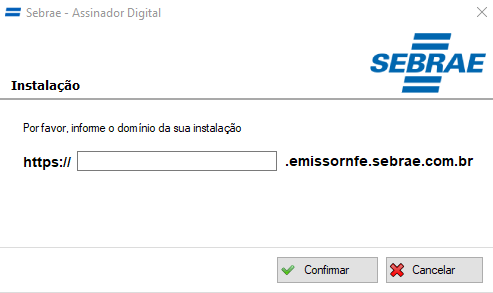 Sebrae - Assinador Digital
SEBRAE
Instalação
Por favor, informe o domínio da sua instalação
https:// .emissornfe.sebrae.com.br
Confirmar Cancelar